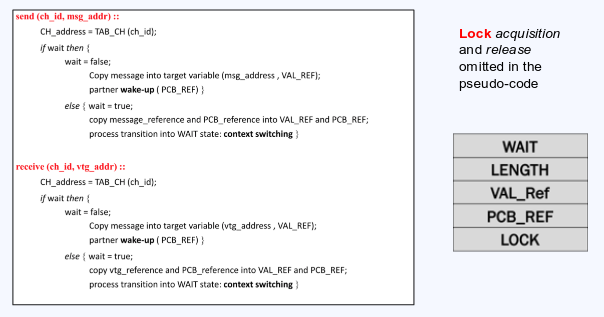 send (ch_id, msg_addr) ::
CH_address = TAB_CH (ch_id);
if wait then {
wait = false;
Copy message into target variable (msg_address , VAL_REF);
partner wake-up ( PCB_REF) }
else { wait = true;
copy message_reference and PCB_reference into VAL_REF and PCB_REF;
process transition into WAIT state: context switching }
receive (ch_id, vtg_addr) ::
CH_address = TAB_CH (ch_id);
if wait then {
wait = false;
Copy message into target variable (vtg_address , VAL_REF);
partner wake-up ( PCB_REF) }
else { wait = true;
copy vtg_reference and PCB_reference into VAL_REF and PCB_REF;
process transition into WAIT state: context switching }
Lock acquisition
and release
omitted in the
pseudo-code
WAIT
LENGTH
VAL_Ref
PCB_REF
LOCK